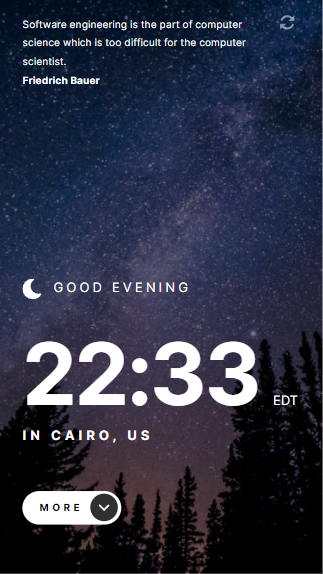 Software engineering is the part of computer
science which is too difficult for the computer
scientist.
Friedrich Bauer
GOOD EVENING
22:33 EDT
IN CAIRO, US
MORE